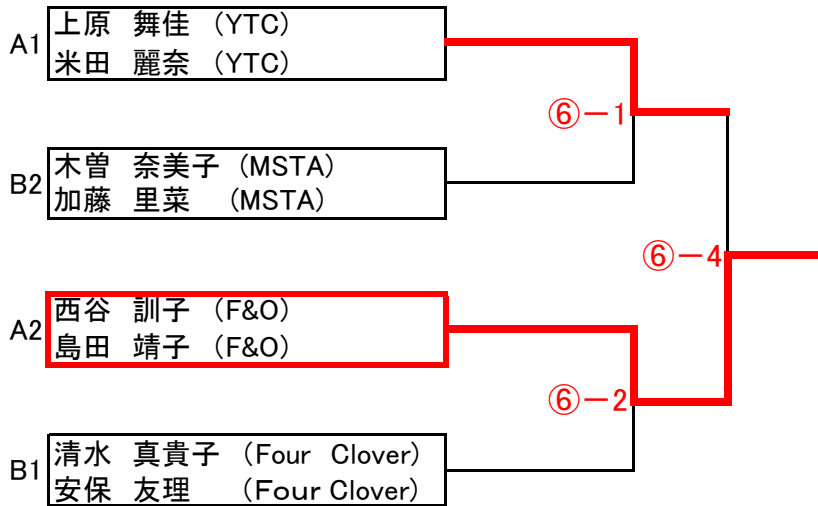 A1
上原 舞佳 (YTC)
米田 麗奈 (YTC)
⑥－1
B2
木曽 奈美子 (MSTA)
加藤 里菜 (MSTA)
⑥－4
A2
西谷 訓子 (F&O)
島田 靖子 (F&O)
⑥－2
B1
清水 真貴子 (Four Clover)
安保 友理 (Four Clover)